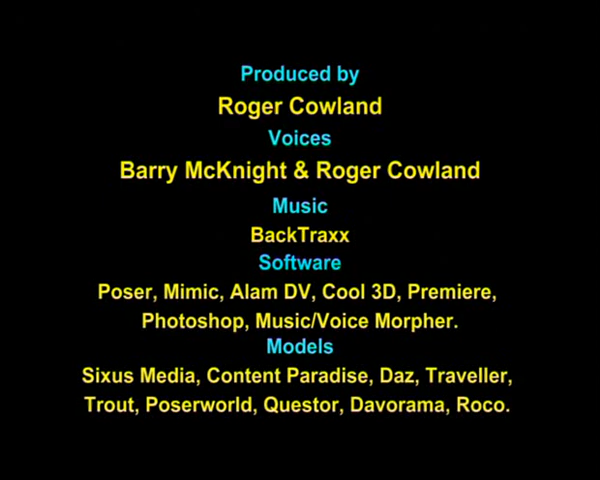 Produced by
Roger Cowland
Voices
Barry McKnight & Roger Cowland
Music
BackTraxx
Software
Poser, Mimic, Alam DV, Cool 3D, Premiere,
Photoshop, Music/Voice Morpher.
Models
Sixus Media, Content Paradise, Daz, Traveller,
Trout, Poserworld, Questor, Davorama, Roco.